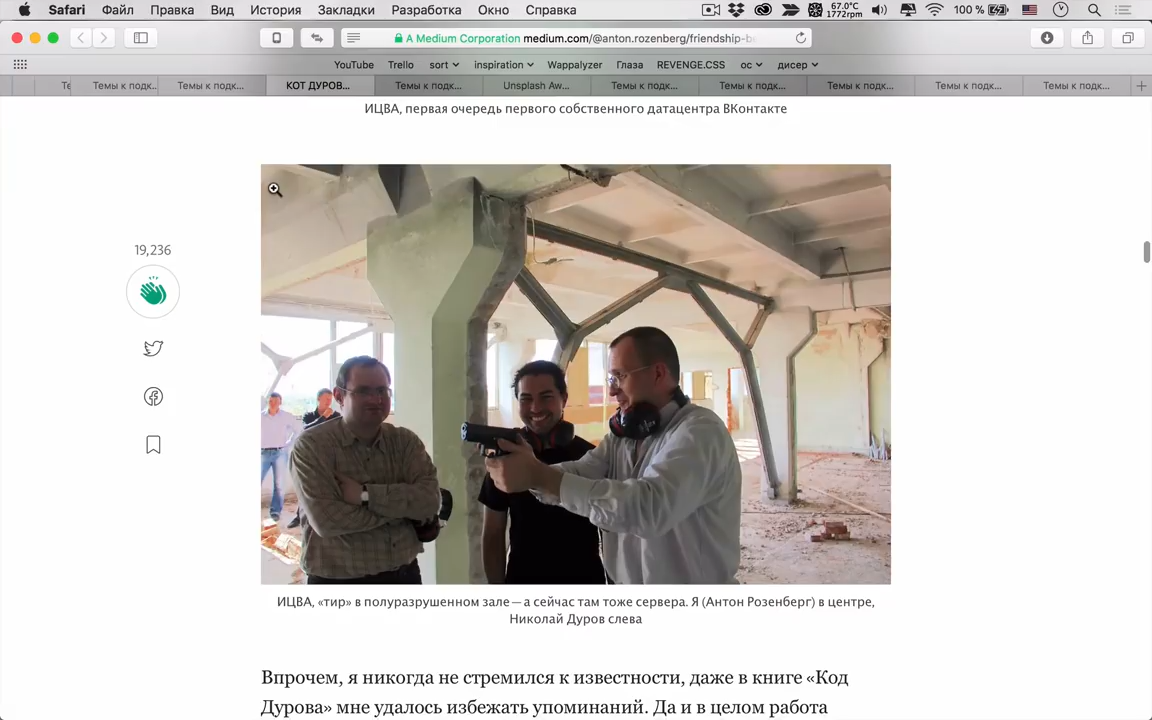 Safari Файл Правка Вид История Закладки Разработка Окно Справка 67.0°C 1772rpm 100 %
A Medium Corporation medium.com/@anton.rozenberg/friendship-b
YouTube Trello sort inspiration Wappalyzer Глаза REVENGE.CSS ос дисер
Те Темы к подк... Темы к подк... КОТ ДУРОВ... Темы к подк... Unsplash Aw... Темы к подк... Темы к подк... Темы к подк... Темы к подк... Темы к подк...
ИЦВА, первая очередь первого собственного датацентра ВКонтакте
19,236
ИЦВА, «тир» в полуразрушенном зале — а сейчас там тоже сервера. Я (Антон Розенберг) в центре,
Николай Дуров слева
Впрочем, я никогда не стремился к известности, даже в книге «Код
Дурова» мне удалось избежать упоминаний. Да и в целом работа